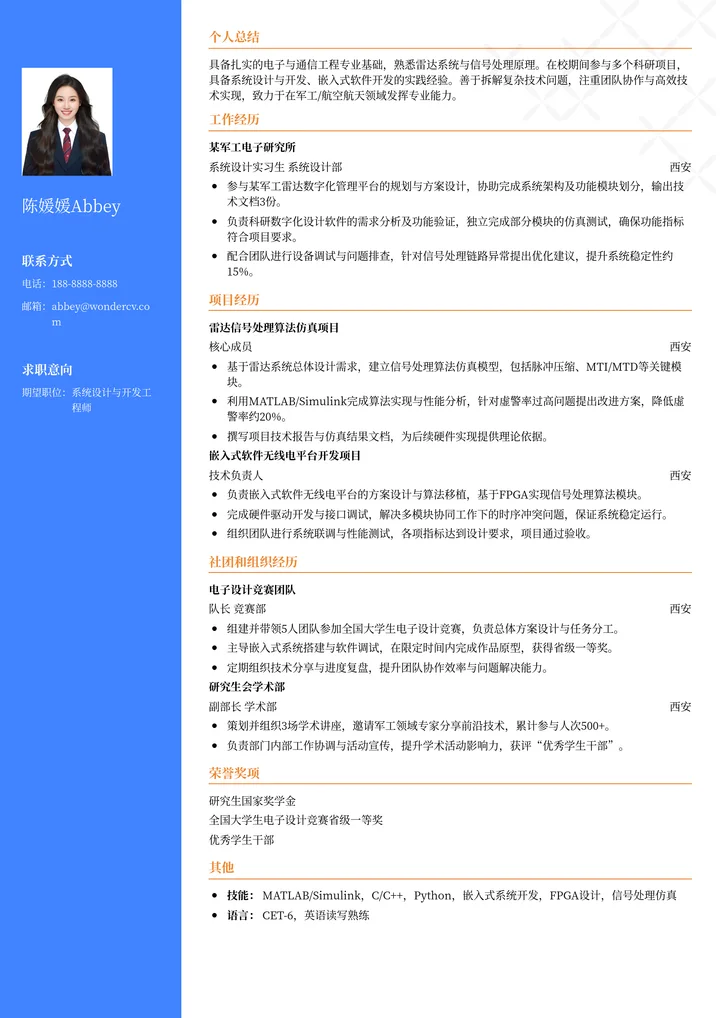 陈媛媛Abbey
联系方式
电话：188-8888-8888
邮箱：abbey@wondercv.co
m
求职意向
期望职位：系统设计与开发工
程师
个人总结
具备扎实的电子与通信工程专业基础，熟悉雷达系统与信号处理原理。在校期间参与多个科研项目，
具备系统设计与开发、嵌入式软件开发的实践经验。善于拆解复杂技术问题，注重团队协作与高效技
术实现，致力于在军工/航空航天领域发挥专业能力。
工作经历
某军工电子研究所
系统设计实习生 系统设计部 西安
• 参与某军工雷达数字化管理平台的规划与方案设计，协助完成系统架构及功能模块划分，输出技
术文档3份。
• 负责科研数字化设计软件的需求分析及功能验证，独立完成部分模块的仿真测试，确保功能指标
符合项目要求。
• 配合团队进行设备调试与问题排查，针对信号处理链路异常提出优化建议，提升系统稳定性约
15%。
项目经历
雷达信号处理算法仿真项目
核心成员 西安
• 基于雷达系统总体设计需求，建立信号处理算法仿真模型，包括脉冲压缩、MTI/MTD等关键模
块。
• 利用MATLAB/Simulink完成算法实现与性能分析，针对虚警率过高问题提出改进方案，降低虚
警率约20%。
• 撰写项目技术报告与仿真结果文档，为后续硬件实现提供理论依据。
嵌入式软件无线电平台开发项目
技术负责人 西安
• 负责嵌入式软件无线电平台的方案设计与算法移植，基于FPGA实现信号处理算法模块。
• 完成硬件驱动开发与接口调试，解决多模块协同工作下的时序冲突问题，保证系统稳定运行。
• 组织团队进行系统联调与性能测试，各项指标达到设计要求，项目通过验收。
社团和组织经历
电子设计竞赛团队
队长 竞赛部 西安
• 组建并带领5人团队参加全国大学生电子设计竞赛，负责总体方案设计与任务分工。
• 主导嵌入式系统搭建与软件调试，在限定时间内完成作品原型，获得省级一等奖。
• 定期组织技术分享与进度复盘，提升团队协作效率与问题解决能力。
研究生会学术部
副部长 学术部 西安
• 策划并组织3场学术讲座，邀请军工领域专家分享前沿技术，累计参与人次500+。
• 负责部门内部工作协调与活动宣传，提升学术活动影响力，获评“优秀学生干部”。
荣誉奖项
研究生国家奖学金
全国大学生电子设计竞赛省级一等奖
优秀学生干部
其他
• 技能： MATLAB/Simulink，C/C++，Python，嵌入式系统开发，FPGA设计，信号处理仿真
• 语言： CET-6，英语读写熟练